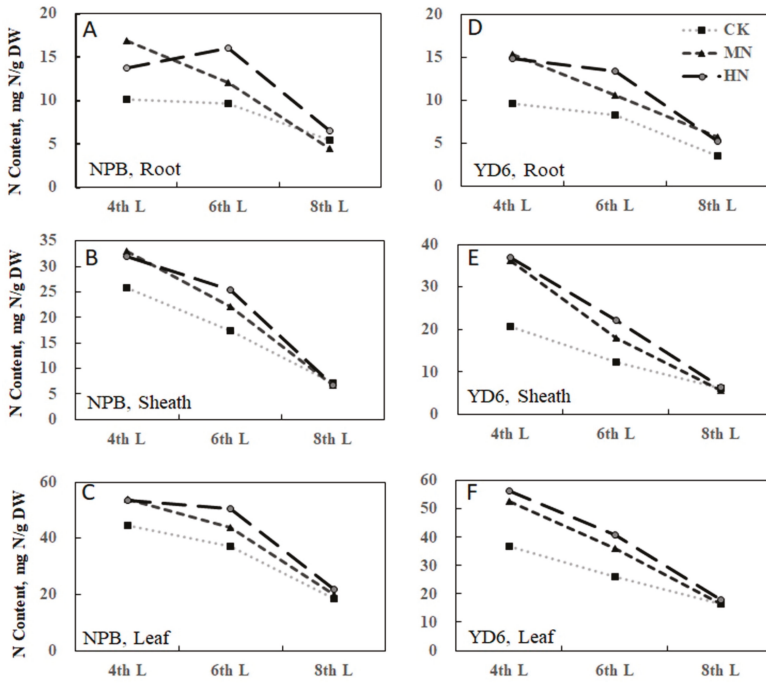 N Content, mg N/g DW
20
15
10
5
0
A
NPB, Root
4th L 6th L 8th L
20
15
10
5
0
D
CK
MN
HN
YD6, Root
4th L 6th L 8th L
N Content, mg N/g DW
35
30
25
20
15
10
5
0
B
NPB, Sheath
4th L 6th L 8th L
40
30
20
10
0
E
YD6, Sheath
4th L 6th L 8th L
N Content, mg N/g DW
60
40
20
0
C
NPB, Leaf
4th L 6th L 8th L
60
50
40
30
20
10
0
F
YD6, Leaf
4th L 6th L 8th L